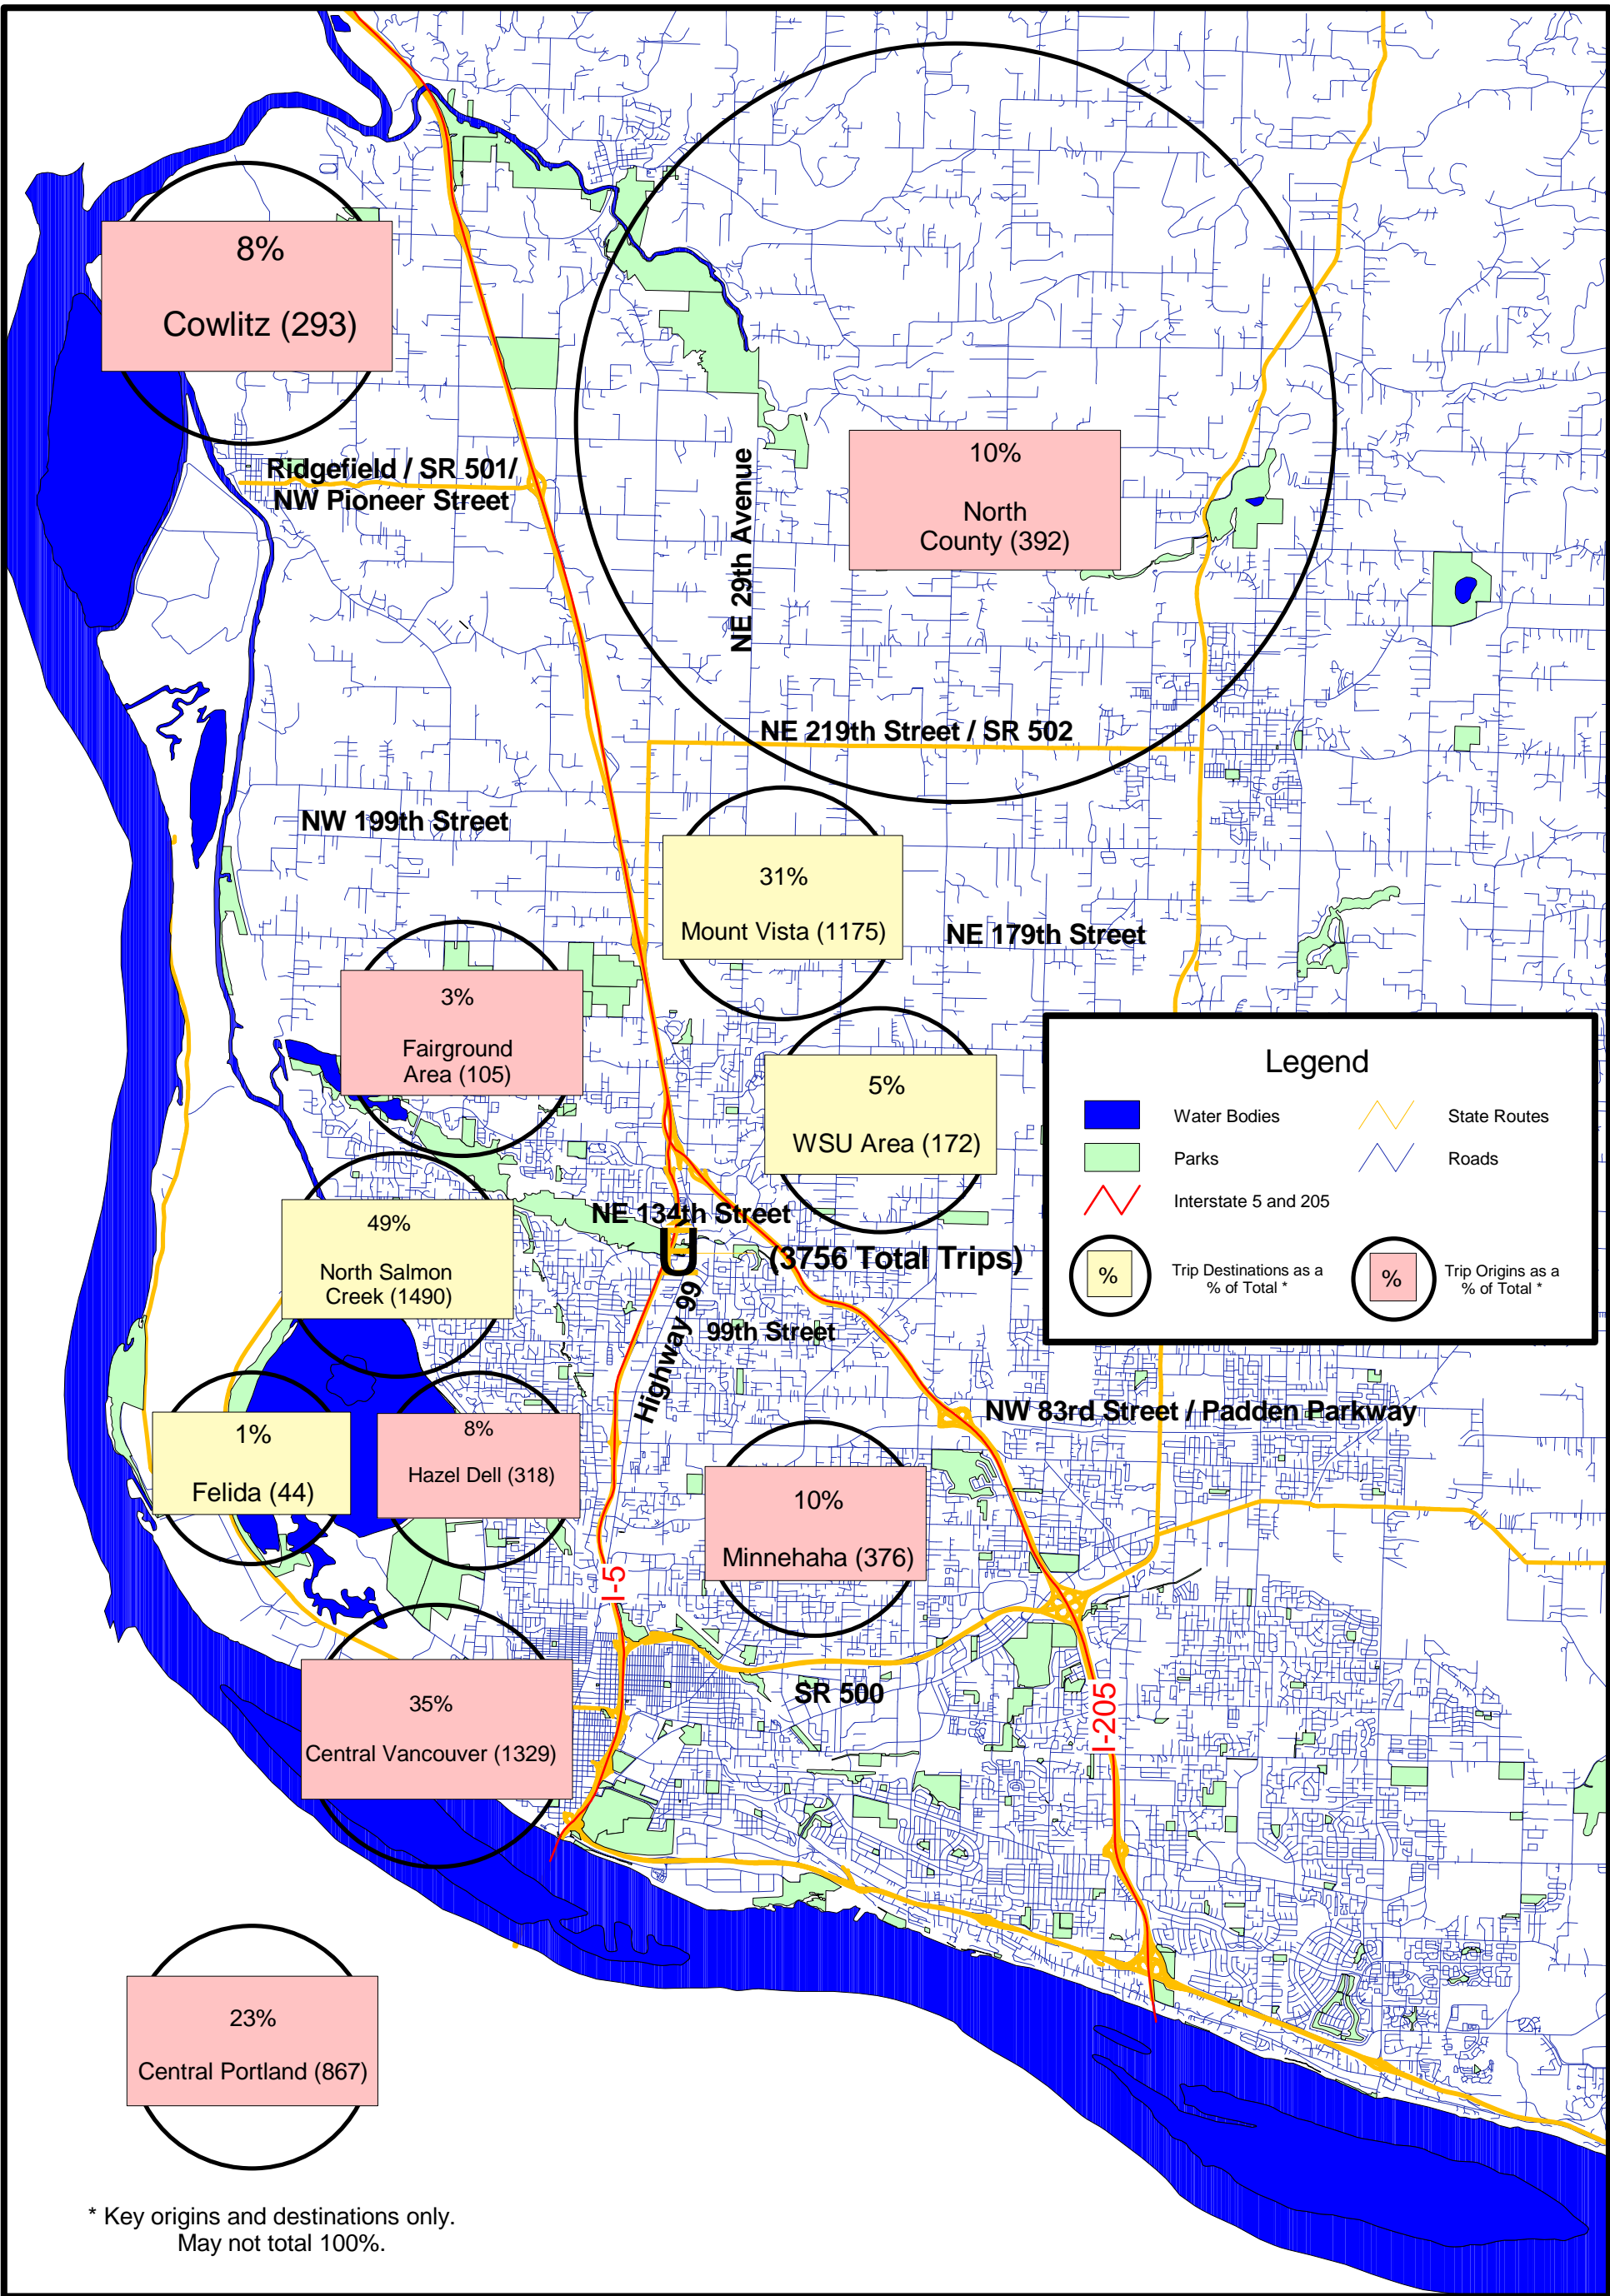 8%
Cowlitz (293)
Ridgefield / SR 501/
NW Pioneer Street
NE 29th Avenue
10%
North
County (392)
NE 219th Street / SR 502
NW 199th Street
31%
Mount Vista (1175)
NE 179th Street
3%
Fairground
Area (105)
5%
WSU Area (172)
Legend
Water Bodies
State Routes
Parks
Roads
Interstate 5 and 205
%
Trip Destinations as a
% of Total *
%
Trip Origins as a
% of Total *
49%
North Salmon
Creek (1490)
NE 134th Street
U
(3756 Total Trips)
Highway 99
99th Street
NW 83rd Street / Padden Parkway
1%
Felida (44)
8%
Hazel Dell (318)
10%
Minnehaha (376)
I-5
35%
Central Vancouver (1329)
SR 500
I-205
23%
Central Portland (867)
* Key origins and destinations only.
May not total 100%.